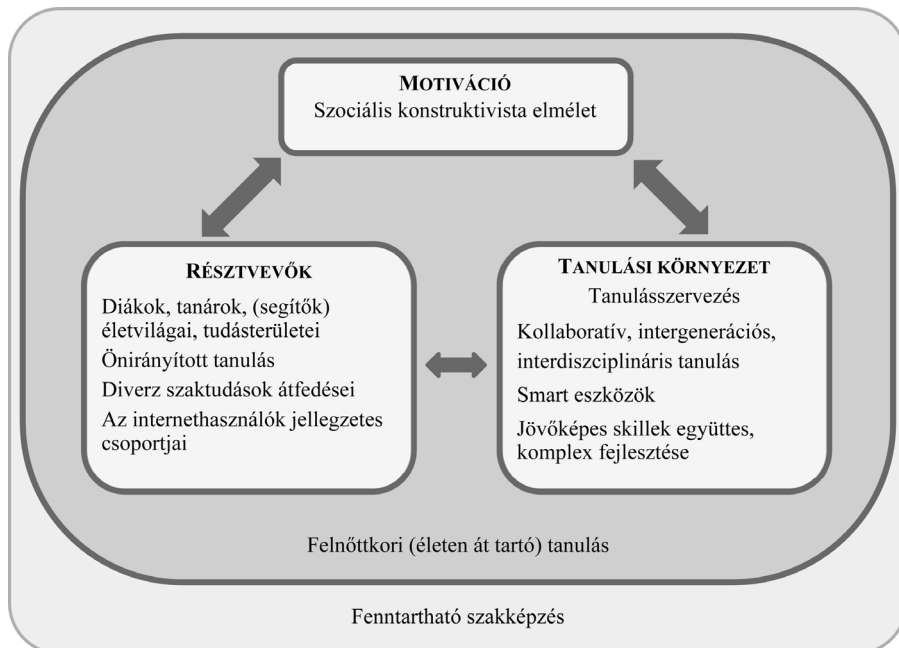 MOTIVÁCIÓ
Szociális konstruktivista elmélet
RÉSZTVEVŐK
Diákok, tanárok, (segítők)
életvilágai, tudásterületei
Önirányított tanulás
Diverz szaktudások átfedései
Az internethasználók jellegzetes
csoportjai
TANULÁSI KÖRNYEZET
Tanulásszervezés
Kollaboratív, intergenerációs,
interdiszciplináris tanulás
Smart eszközök
Jövőképes skillek együttes,
komplex fejlesztése
Felnőttkori (életen át tartó) tanulás
Fenntartható szakképzés